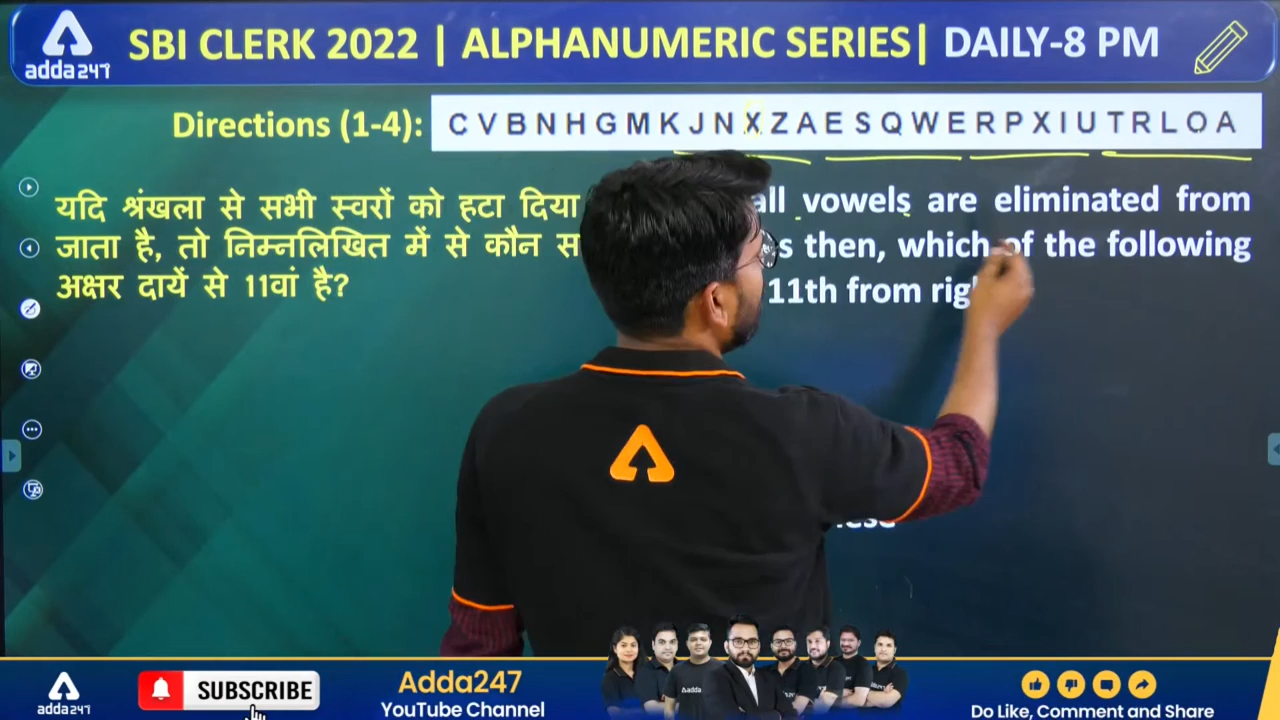 adda247
SBI CLERK 2022 | ALPHANUMERIC SERIES| DAILY-8 PM
Directions (1-4): C V B N H G M K J N X Z A E S Q W E R P X I U T R L O A
यदि श्रंखला से सभी स्वरों को हटा दिया
जाता है, तो निम्नलिखित में से कौन
अक्षर दायें से 11वां है?
all vowels are eliminated from
then, which of the following
11th from
adda247
SUBSCRIBE
Adda247
YouTube Channel
Adda247
Do Like, Comment and Share